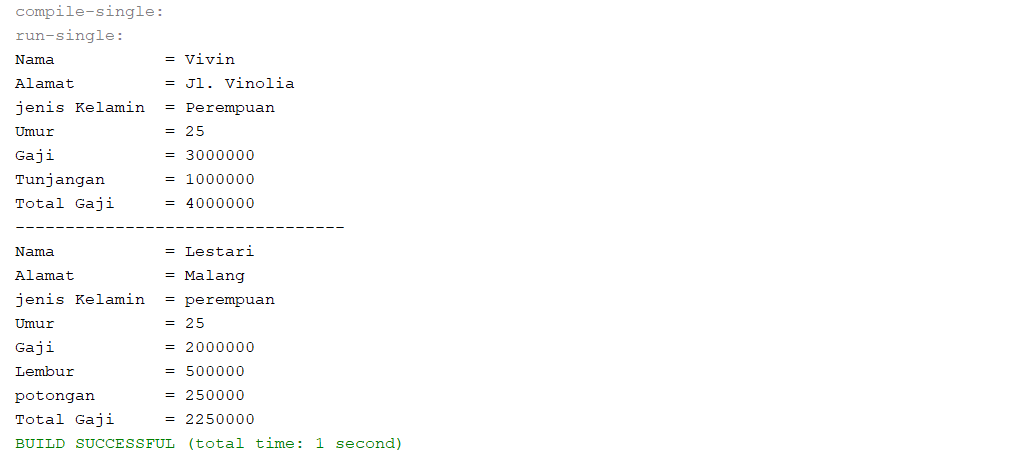 compile-single:
run-single:
Nama           = Vivin
Alamat         = Jl. Vinolia
jenis Kelamin  = Perempuan
Umur           = 25
Gaji           = 3000000
Tunjangan      = 1000000
Total Gaji     = 4000000
---------------------------------
Nama           = Lestari
Alamat         = Malang
jenis Kelamin  = perempuan
Umur           = 25
Gaji           = 2000000
Lembur         = 500000
potongan       = 250000
Total Gaji     = 2250000
BUILD SUCCESSFUL (total time: 1 second)